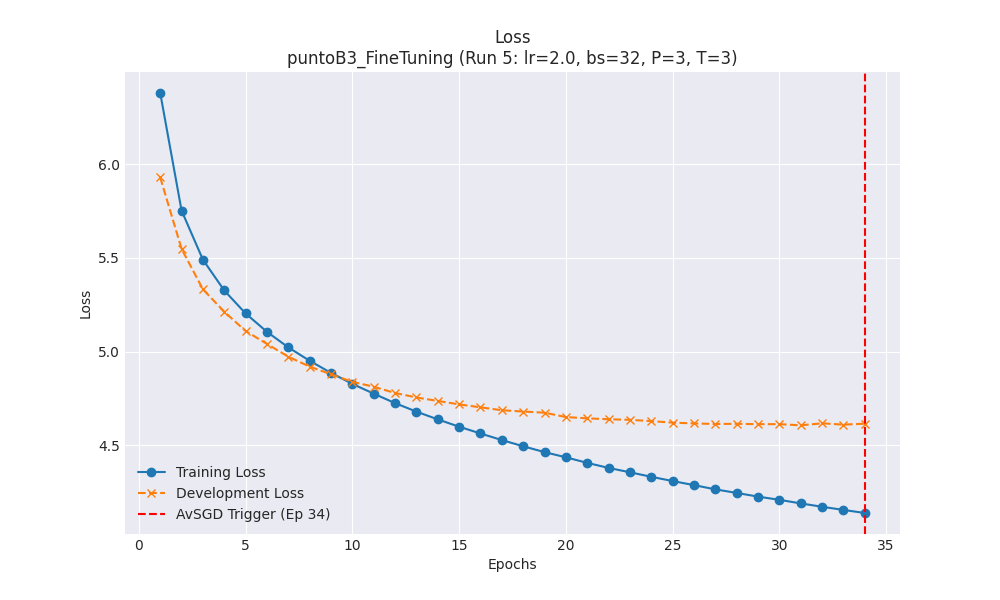 Loss
puntoB3_FineTuning (Run 5: lr=2.0, bs=32, P=3, T=3)
Loss
6.0
5.5
5.0
4.5
Training Loss
Development Loss
AvSGD Trigger (Ep 34)
0 5 10 15 20 25 30 35
Epochs